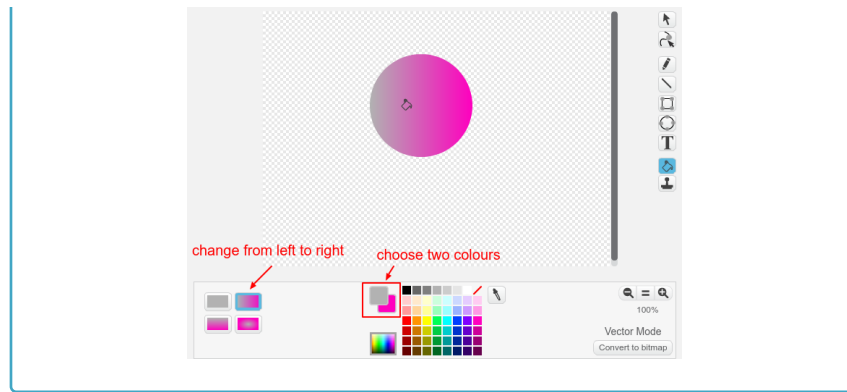 T
change from left to right
choose two colours
100%
Vector Mode
Convert to bitmap